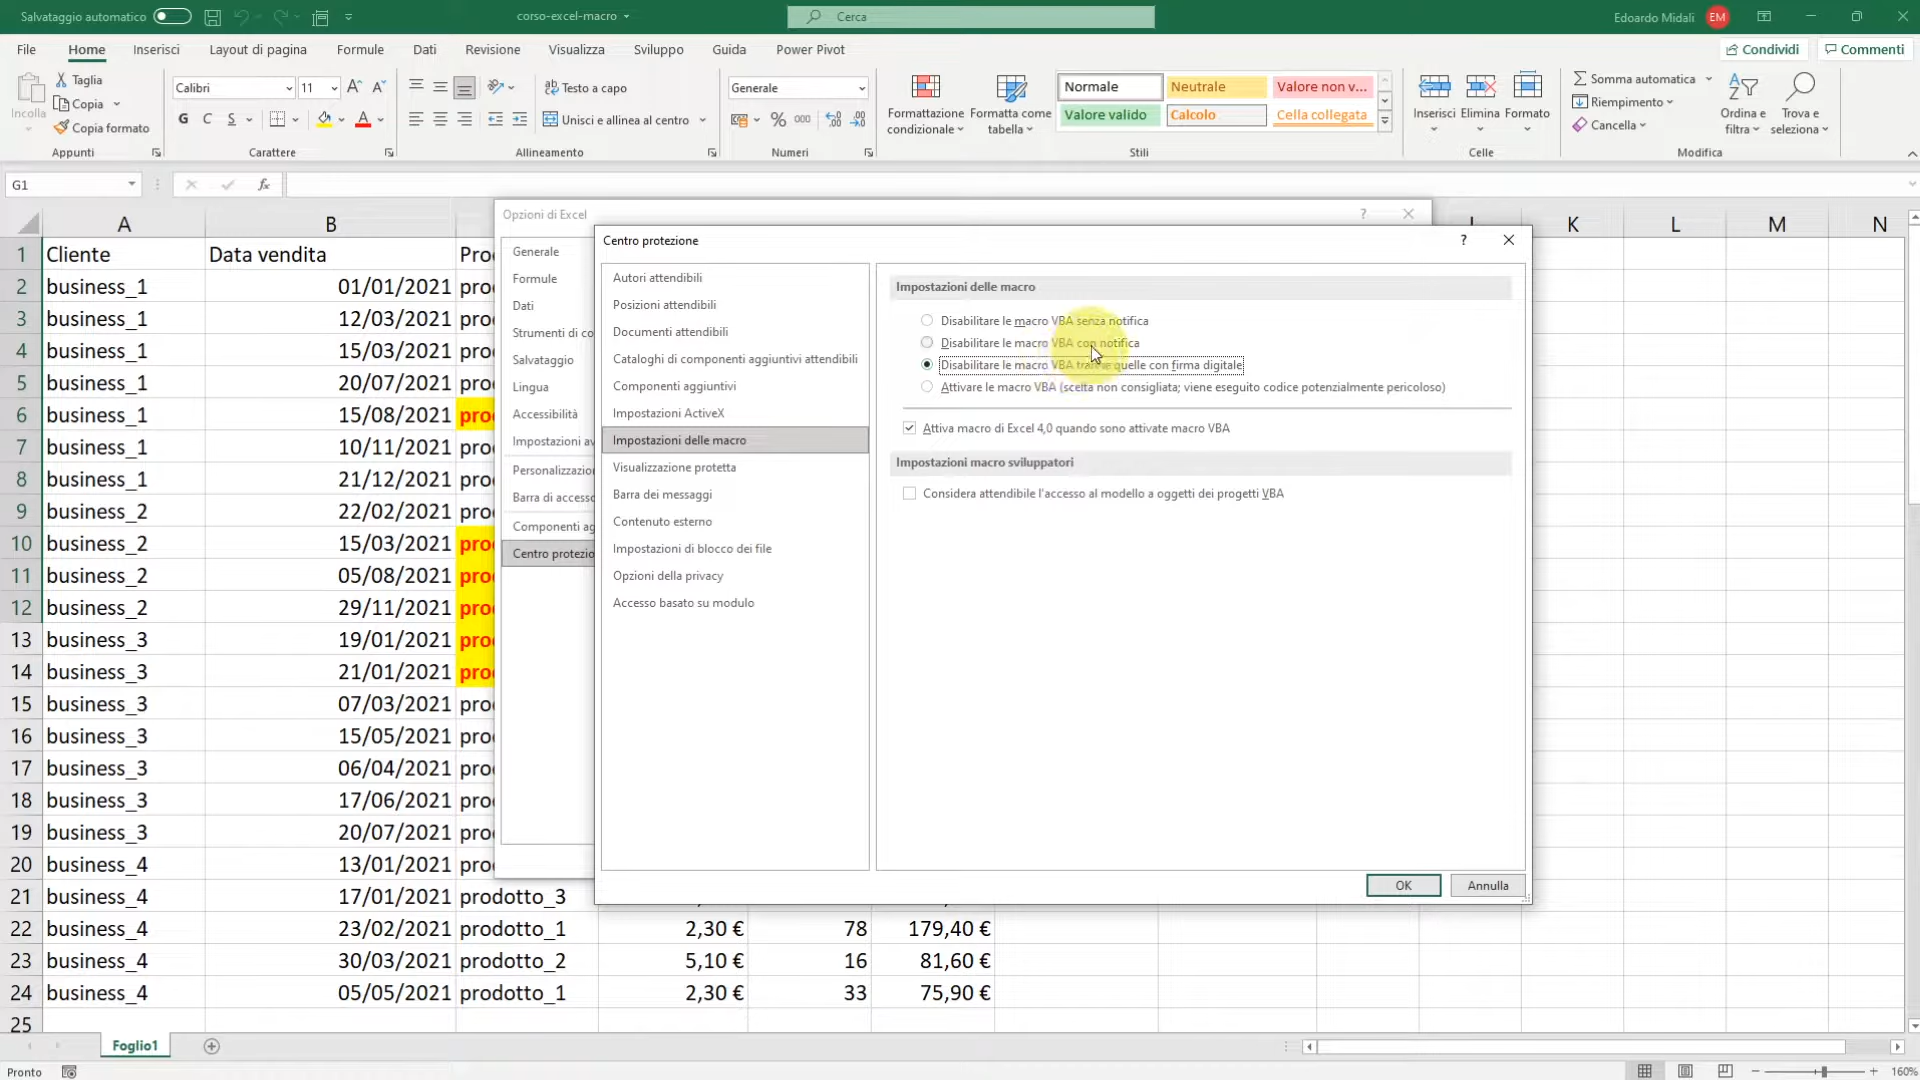 Salvataggio automatico
corso-excel-macro
Cerca
Edoardo Midali EM
File Home Inserisci Layout di pagina Formule Dati Revisione Visualizza Sviluppo Guida Power Pivot Condividi Commenti
Incolla
Taglia
Copia
Copia formato
Appunti
Calibri 11
G C S
Carattere
Testo a capo
Unisci e allinea al centro
Allineamento
Generale
% 000
Numeri
Formattazione condizionale
Formatta come tabella
Normale Neutrale Valore non v...
Valore valido Calcolo Cella collegata
Stili
Inserisci Elimina Formato
Celle
Somma automatica
Riempimento
Cancella
Ordina e filtra
Trova e seleziona
Modifica
G1 fx
A B K L M N
Opzioni di Excel ?
Generale
Formule
Dati
Strumenti di co
Salvataggio
Lingua
Accessibilità
Impostazioni av
Personalizzazion
Barra di accesso
Componenti ag
Centro protezio
Centro protezione ?
Autori attendibili
Posizioni attendibili
Documenti attendibili
Cataloghi di componenti aggiuntivi attendibili
Componenti aggiuntivi
Impostazioni ActiveX
Impostazioni delle macro
Visualizzazione protetta
Barra dei messaggi
Contenuto esterno
Impostazioni di blocco dei file
Opzioni della privacy
Accesso basato su modulo
Impostazioni delle macro
Disabilitare le macro VBA senza notifica
Disabilitare le macro VBA con notifica
Disabilitare le macro VBA tranne quelle con firma digitale
Attivare le macro VBA (scelta non consigliata; viene eseguito codice potenzialmente pericoloso)
Attiva macro di Excel 4,0 quando sono attivate macro VBA
Impostazioni macro sviluppatori
Considera attendibile l'accesso al modello a oggetti dei progetti VBA
OK Annulla
1 Cliente Data vendita Pro
2 business_1 01/01/2021 pro
3 business_1 12/03/2021 pro
4 business_1 15/03/2021 pro
5 business_1 20/07/2021 pro
6 business_1 15/08/2021 pro
7 business_1 10/11/2021 pro
8 business_1 21/12/2021 pro
9 business_2 22/02/2021 pro
10 business_2 15/03/2021 pro
11 business_2 05/08/2021 pro
12 business_2 29/11/2021 pro
13 business_3 19/01/2021 pro
14 business_3 21/01/2021 pro
15 business_3 07/03/2021 pro
16 business_3 15/05/2021 pro
17 business_3 06/04/2021 pro
18 business_3 17/06/2021 pro
19 business_3 20/07/2021 pro
20 business_4 13/01/2021 pro
21 business_4 17/01/2021 prodotto_3
22 business_4 23/02/2021 prodotto_1 2,30 € 78 179,40 €
23 business_4 30/03/2021 prodotto_2 5,10 € 16 81,60 €
24 business_4 05/05/2021 prodotto_1 2,30 € 33 75,90 €
25
Foglio1
Pronto 160%